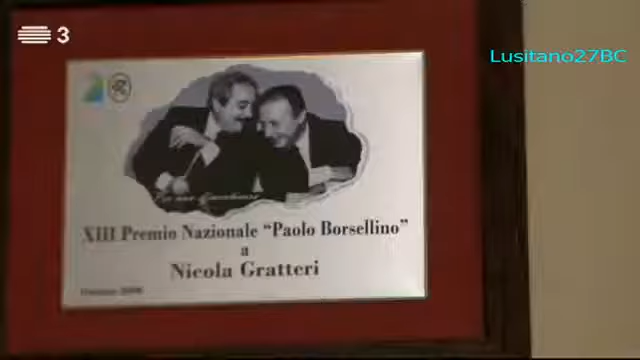 3
Lusitano27BC
XIII Premio Nazionale “Paolo Borsellino”
a
Nicola Gratteri